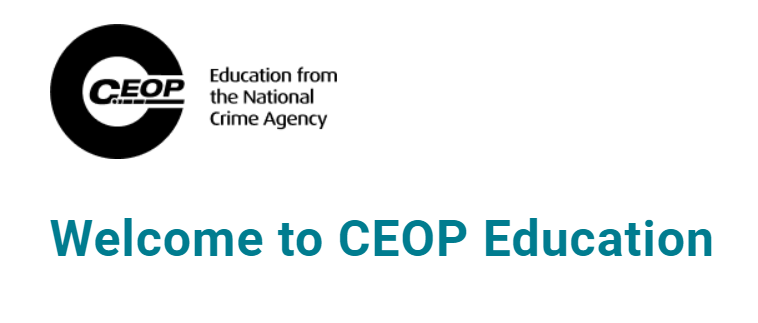 CEOP
Education from
the National
Crime Agency
Welcome to CEOP Education